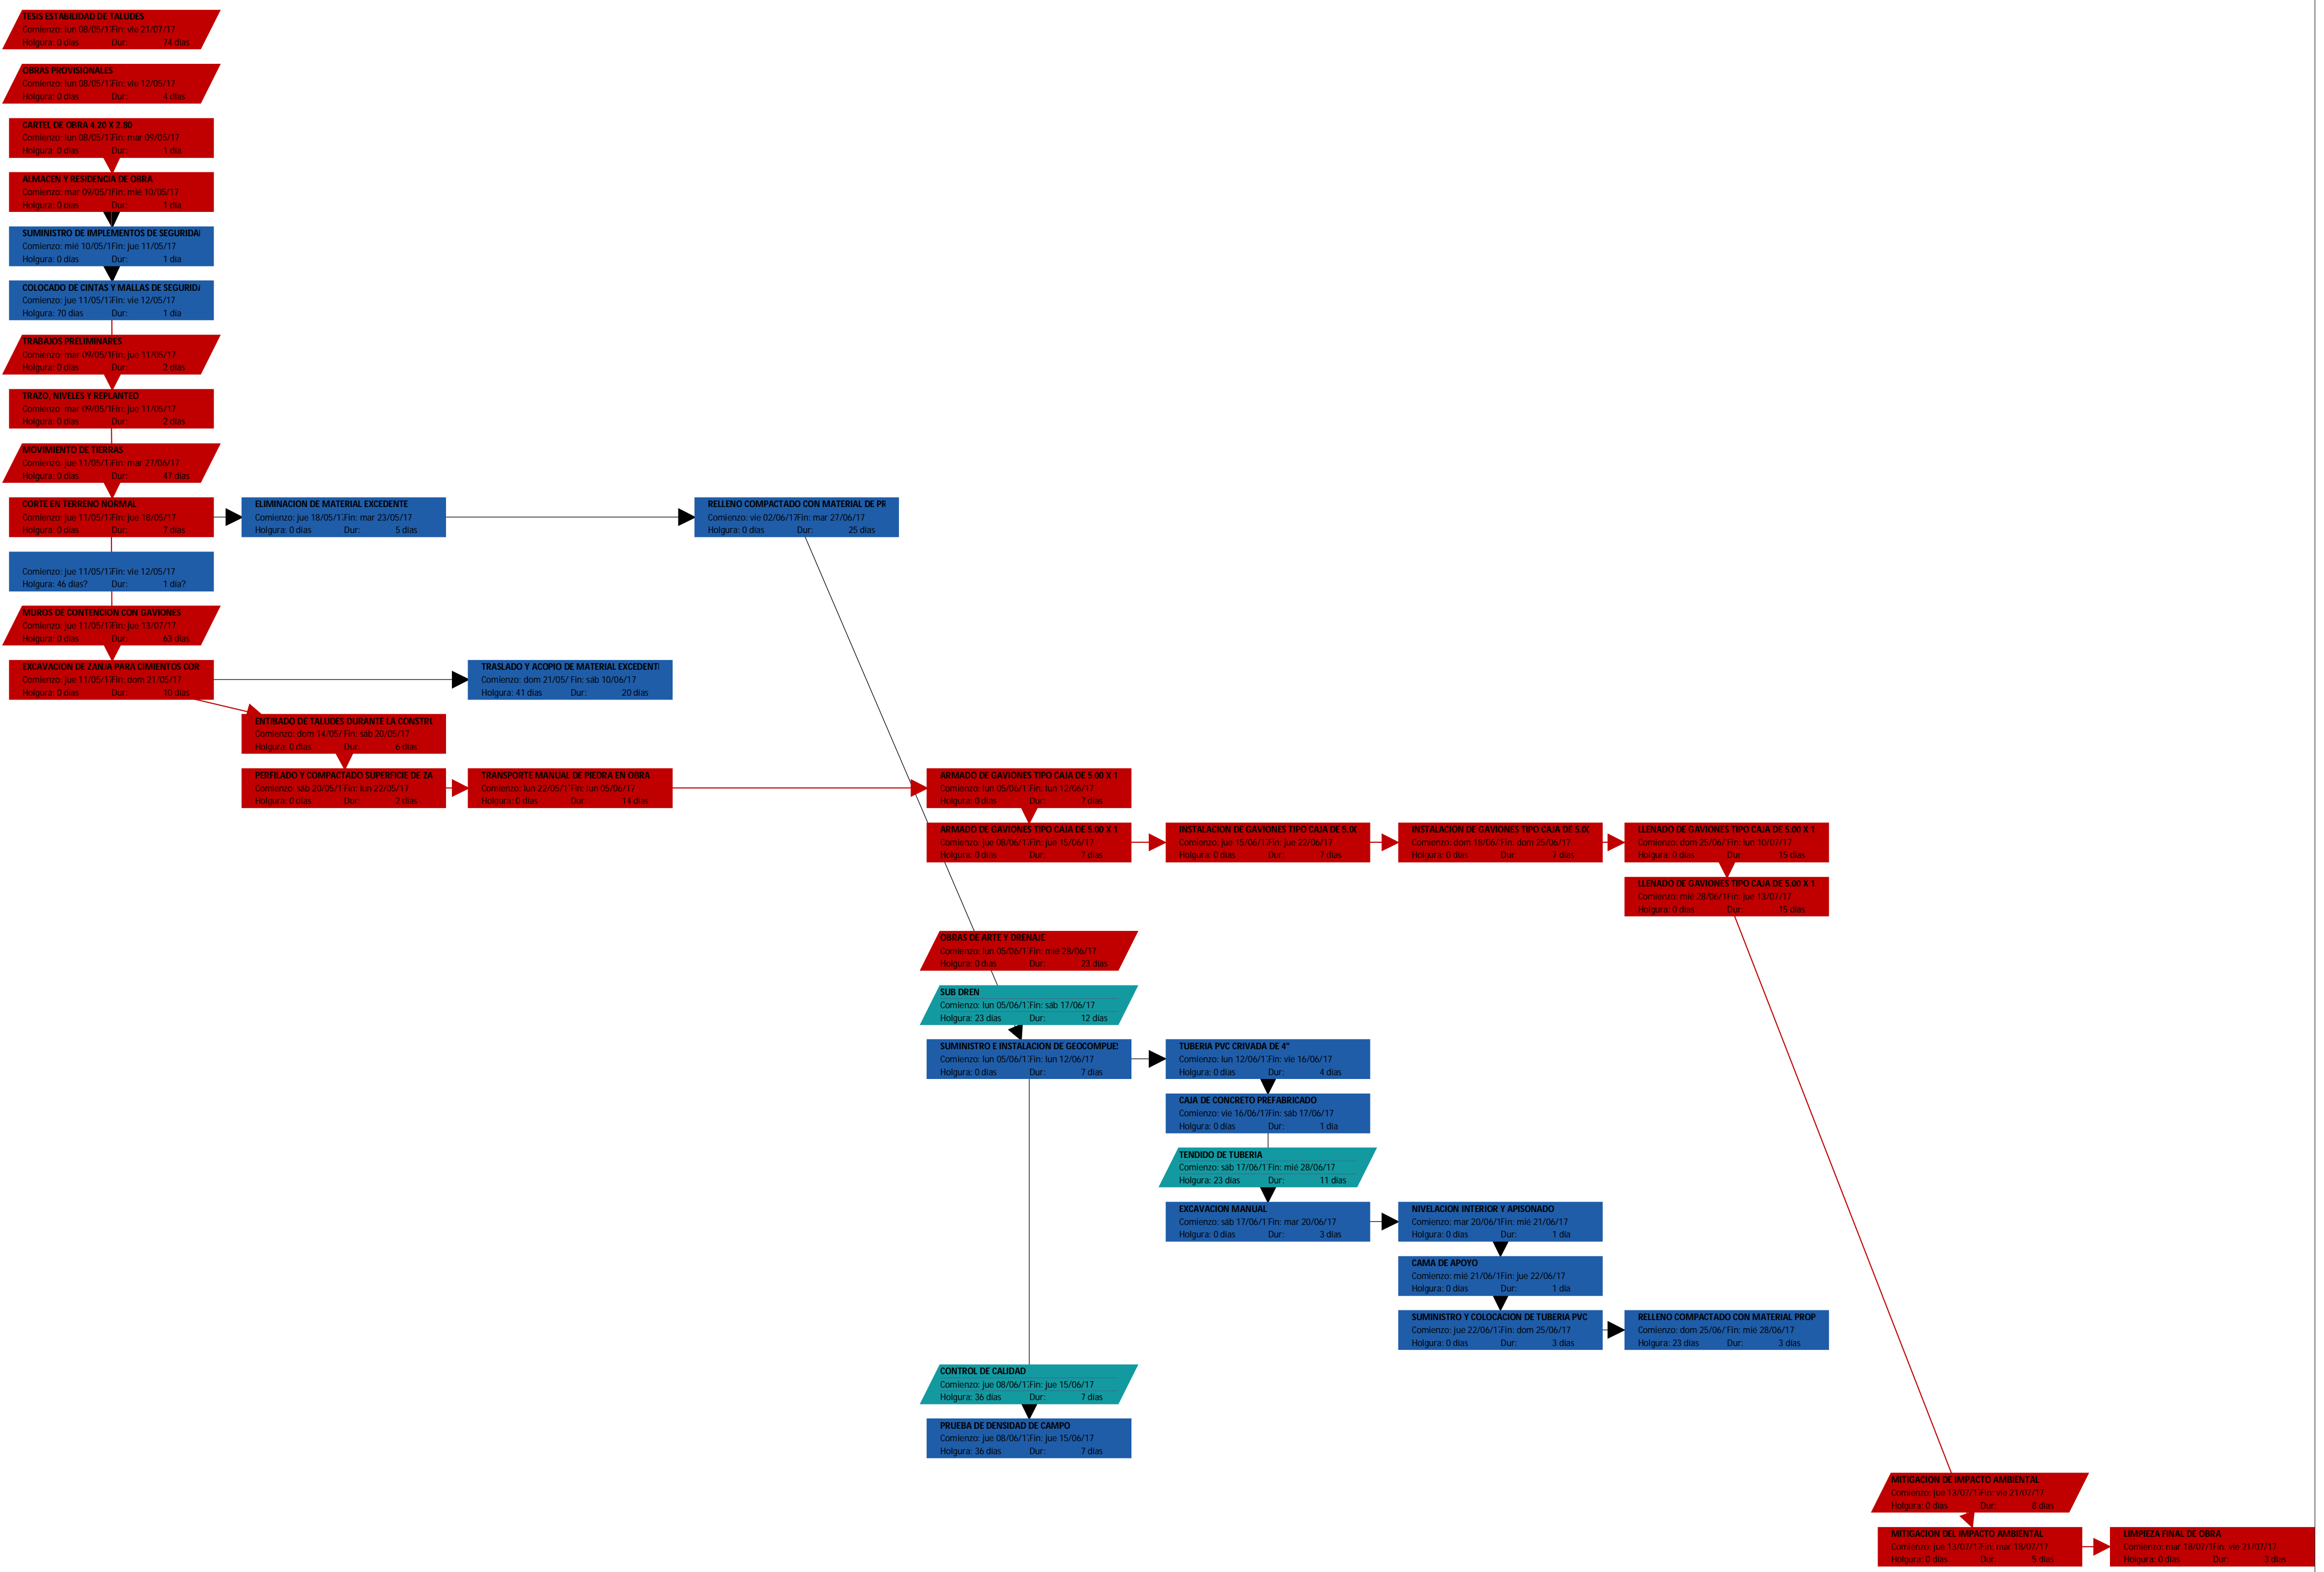 TESIS ESTABILIDAD DE TALUDES
Comienzo: lun 08/05/17 Fin: vie 21/07/17
Holgura: 0 días Dur: 74 días
OBRAS PROVISIONALES
Comienzo: lun 08/05/17 Fin: vie 12/05/17
Holgura: 0 días Dur: 4 días
CARTEL DE OBRA 4.20 X 2.80
Comienzo: lun 08/05/17 Fin: mar 09/05/17
Holgura: 0 días Dur: 1 día
ALMACEN Y RESIDENCIA DE OBRA
Comienzo: mar 09/05/1 Fin: mié 10/05/17
Holgura: 0 días Dur: 1 día
SUMINISTRO DE IMPLEMENTOS DE SEGURIDA
Comienzo: mié 10/05/1 Fin: jue 11/05/17
Holgura: 0 días Dur: 1 día
COLOCADO DE CINTAS Y MALLAS DE SEGURID
Comienzo: jue 11/05/17 Fin: vie 12/05/17
Holgura: 70 días Dur: 1 día
TRABAJOS PRELIMINARES
Comienzo: mar 09/05/1 Fin: jue 11/05/17
Holgura: 0 días Dur: 2 días
TRAZO, NIVELES Y REPLANTEO
Comienzo: mar 09/05/1 Fin: jue 11/05/17
Holgura: 0 días Dur: 2 días
MOVIMIENTO DE TIERRAS
Comienzo: jue 11/05/17 Fin: mar 27/06/17
Holgura: 0 días Dur: 47 días
CORTE EN TERRENO NORMAL
Comienzo: jue 11/05/17 Fin: jue 18/05/17
Holgura: 0 días Dur: 7 días
ELIMINACION DE MATERIAL EXCEDENTE
Comienzo: jue 18/05/17 Fin: mar 23/05/17
Holgura: 0 días Dur: 5 días
RELLENO COMPACTADO CON MATERIAL DE PR
Comienzo: vie 02/06/17 Fin: mar 27/06/17
Holgura: 0 días Dur: 25 días
Comienzo: jue 11/05/17 Fin: vie 12/05/17
Holgura: 46 días? Dur: 1 día?
MUROS DE CONTENCION CON GAVIONES
Comienzo: jue 11/05/17 Fin: jue 13/07/17
Holgura: 0 días Dur: 63 días
EXCAVACION DE ZANJA PARA CIMIENTOS COR
Comienzo: jue 11/05/17 Fin: dom 21/05/17
Holgura: 0 días Dur: 10 días
TRASLADO Y ACOPIO DE MATERIAL EXCEDENT
Comienzo: dom 21/05/ Fin: sáb 10/06/17
Holgura: 41 días Dur: 20 días
ENTIBADO DE TALUDES DURANTE LA CONSTRU
Comienzo: dom 14/05/ Fin: sáb 20/05/17
Holgura: 0 días Dur: 6 días
PERFILADO Y COMPACTADO SUPERFICIE DE ZA
Comienzo: sáb 20/05/1 Fin: lun 22/05/17
Holgura: 0 días Dur: 2 días
TRANSPORTE MANUAL DE PIEDRA EN OBRA
Comienzo: lun 22/05/17 Fin: lun 05/06/17
Holgura: 0 días Dur: 14 días
ARMADO DE GAVIONES TIPO CAJA DE 5.00 X 1
Comienzo: lun 05/06/17 Fin: lun 12/06/17
Holgura: 0 días Dur: 7 días
ARMADO DE GAVIONES TIPO CAJA DE 5.00 X 1
Comienzo: jue 08/06/17 Fin: jue 15/06/17
Holgura: 0 días Dur: 7 días
INSTALACION DE GAVIONES TIPO CAJA DE 5.00
Comienzo: jue 15/06/17 Fin: jue 22/06/17
Holgura: 0 días Dur: 7 días
INSTALACION DE GAVIONES TIPO CAJA DE 5.00
Comienzo: dom 18/06/ Fin: dom 25/06/17
Holgura: 0 días Dur: 7 días
LLENADO DE GAVIONES TIPO CAJA DE 5.00 X 1
Comienzo: dom 25/06/ Fin: lun 10/07/17
Holgura: 0 días Dur: 15 días
LLENADO DE GAVIONES TIPO CAJA DE 5.00 X 1
Comienzo: mié 28/06/1 Fin: jue 13/07/17
Holgura: 0 días Dur: 15 días
OBRAS DE ARTE Y DRENAJE
Comienzo: lun 05/06/17 Fin: mié 28/06/17
Holgura: 0 días Dur: 23 días
SUB DREN
Comienzo: lun 05/06/17 Fin: sáb 17/06/17
Holgura: 23 días Dur: 12 días
SUMINISTRO E INSTALACION DE GEOCOMPUES
Comienzo: lun 05/06/17 Fin: lun 12/06/17
Holgura: 0 días Dur: 7 días
TUBERIA PVC CRIVADA DE 4"
Comienzo: lun 12/06/17 Fin: vie 16/06/17
Holgura: 0 días Dur: 4 días
CAJA DE CONCRETO PREFABRICADO
Comienzo: vie 16/06/17 Fin: sáb 17/06/17
Holgura: 0 días Dur: 1 día
TENDIDO DE TUBERIA
Comienzo: sáb 17/06/1 Fin: mié 28/06/17
Holgura: 23 días Dur: 11 días
EXCAVACION MANUAL
Comienzo: sáb 17/06/1 Fin: mar 20/06/17
Holgura: 0 días Dur: 3 días
NIVELACION INTERIOR Y APISONADO
Comienzo: mar 20/06/1 Fin: mié 21/06/17
Holgura: 0 días Dur: 1 día
CAMA DE APOYO
Comienzo: mié 21/06/1 Fin: jue 22/06/17
Holgura: 0 días Dur: 1 día
SUMINISTRO Y COLOCACION DE TUBERIA PVC
Comienzo: jue 22/06/17 Fin: dom 25/06/17
Holgura: 0 días Dur: 3 días
RELLENO COMPACTADO CON MATERIAL PROP
Comienzo: dom 25/06/ Fin: mié 28/06/17
Holgura: 23 días Dur: 3 días
CONTROL DE CALIDAD
Comienzo: jue 08/06/17 Fin: jue 15/06/17
Holgura: 36 días Dur: 7 días
PRUEBA DE DENSIDAD DE CAMPO
Comienzo: jue 08/06/17 Fin: jue 15/06/17
Holgura: 36 días Dur: 7 días
MITIGACION DE IMPACTO AMBIENTAL
Comienzo: jue 13/07/17 Fin: vie 21/07/17
Holgura: 0 días Dur: 8 días
MITIGACION DEL IMPACTO AMBIENTAL
Comienzo: jue 13/07/17 Fin: mar 18/07/17
Holgura: 0 días Dur: 5 días
LIMPIEZA FINAL DE OBRA
Comienzo: mar 18/07/1 Fin: vie 21/07/17
Holgura: 0 días Dur: 3 días